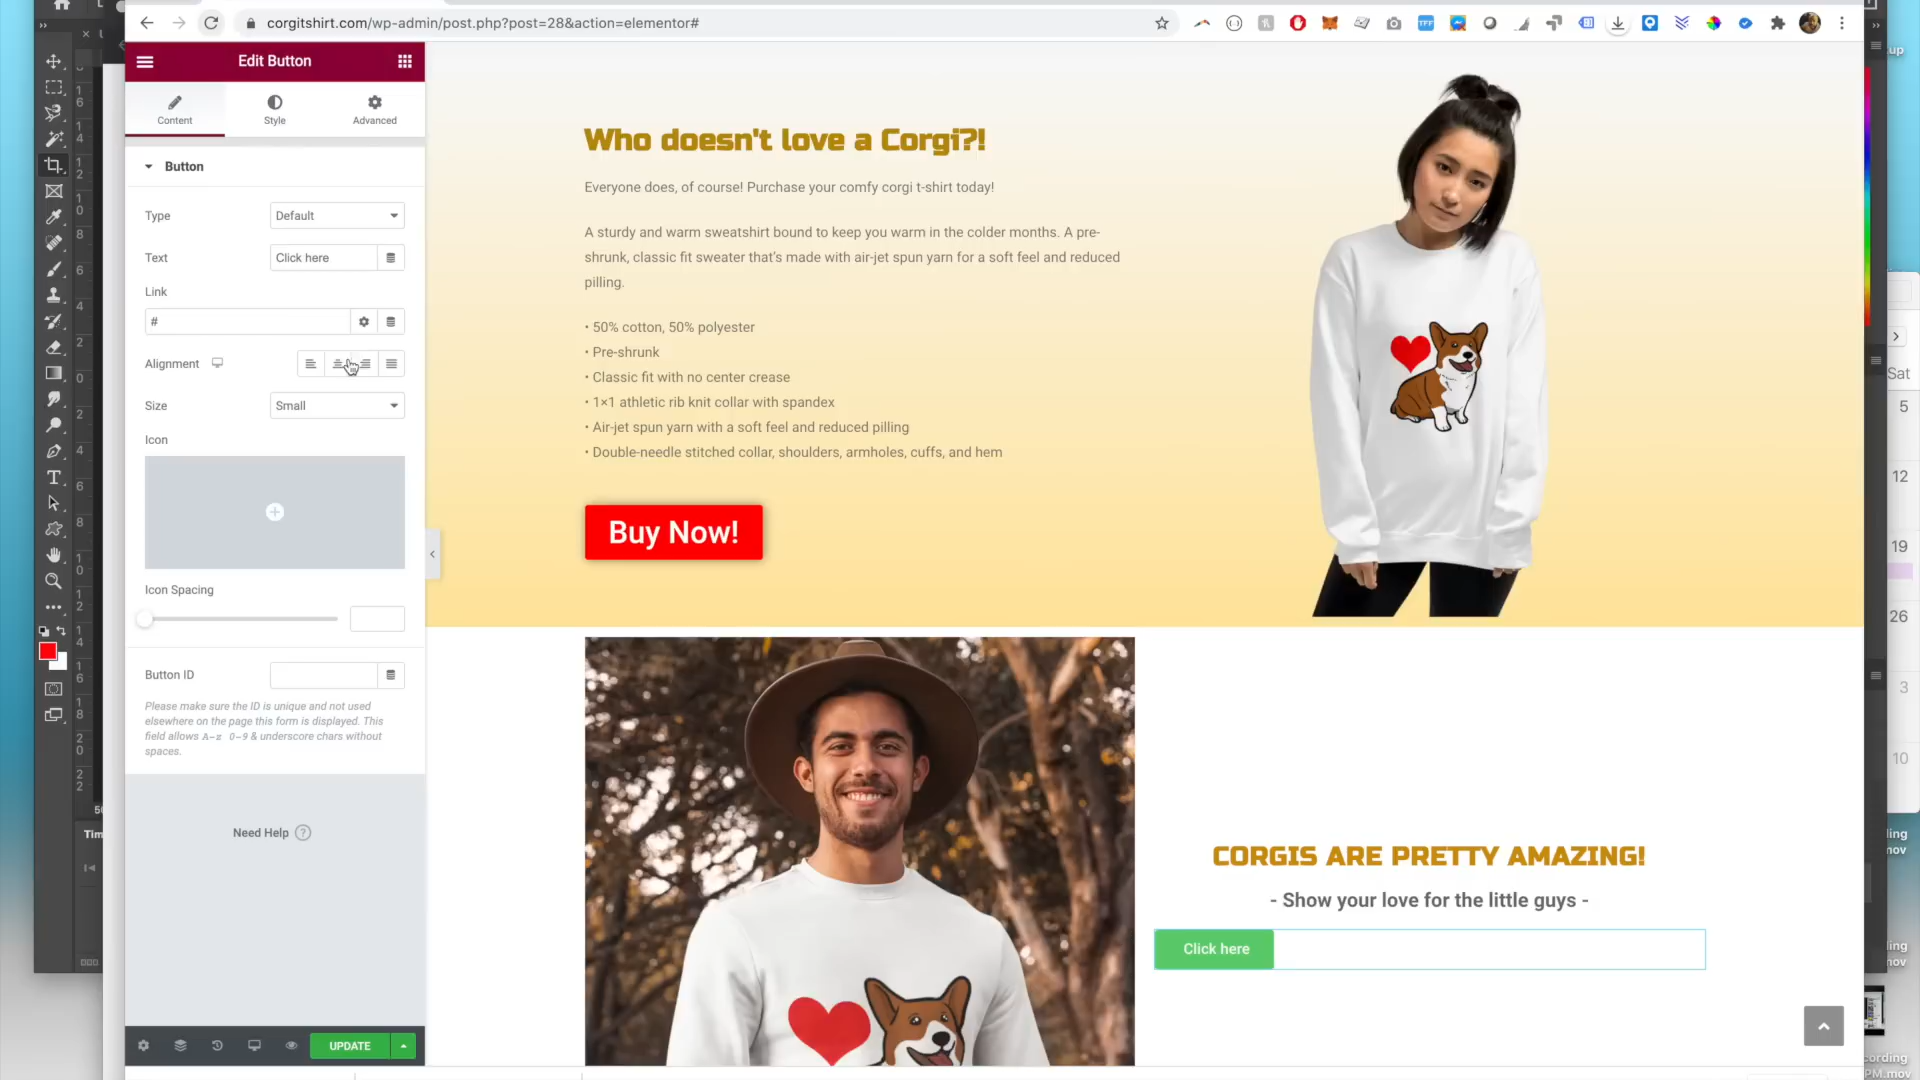 corgitshirt.com/wp-admin/post.php?post=28&action=elementor#
Edit Button
Content
Style
Advanced
Button
Type
Default
Text
Click here
Link
#
Alignment
Size
Small
Icon
Icon Spacing
Button ID
Please make sure the ID is unique and not used
elsewhere on the page this form is displayed. This
field allows A-z 0-9 & underscore chars without
spaces.
Need Help
UPDATE
Who doesn't love a Corgi?!
Everyone does, of course! Purchase your comfy corgi t-shirt today!
A sturdy and warm sweatshirt bound to keep you warm in the colder months. A pre-
shrunk, classic fit sweater that's made with air-jet spun yarn for a soft feel and reduced
pilling.
• 50% cotton, 50% polyester
• Pre-shrunk
• Classic fit with no center crease
• 1×1 athletic rib knit collar with spandex
• Air-jet spun yarn with a soft feel and reduced pilling
• Double-needle stitched collar, shoulders, armholes, cuffs, and hem
Buy Now!
CORGIS ARE PRETTY AMAZING!
- Show your love for the little guys -
Click here
Sat
5
12
19
26
3
10